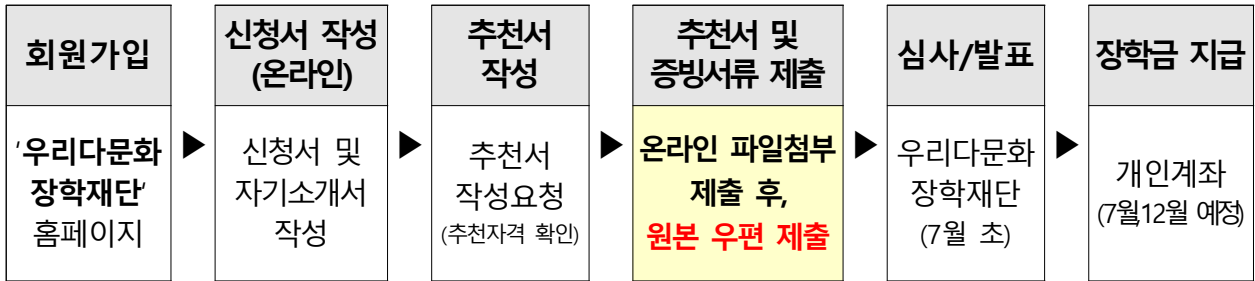 회원가입
'우리다문화
장학재단'
홈페이지
▶
신청서 작성
(온라인)
신청서 및
자기소개서
작성
▶
추천서
작성
추천서
작성요청
(추천자격 확인)
▶
추천서 및
증빙서류 제출
온라인 파일첨부
제출 후,
원본 우편 제출
▶
심사/발표
우리다문화
장학재단
(7월 초)
▶
장학금 지급
개인계좌
(7월,12월 예정)